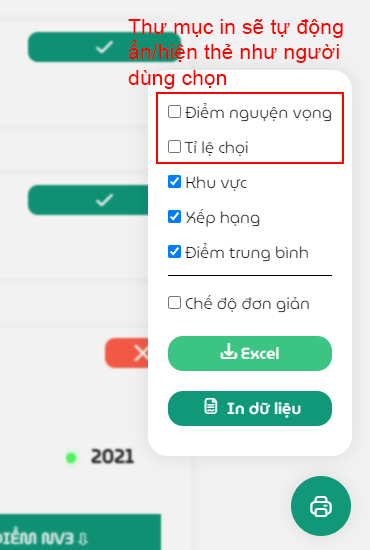 Thư mục in sẽ tự động
ẩn/hiện thẻ như người
dùng chọn
Điểm nguyện vọng
Tỉ lệ chọi
Khu vực
Xếp hạng
Điểm trung bình
Chế độ đơn giản
Excel
In dữ liệu
2021
ĐIỂM NV3 ⇩